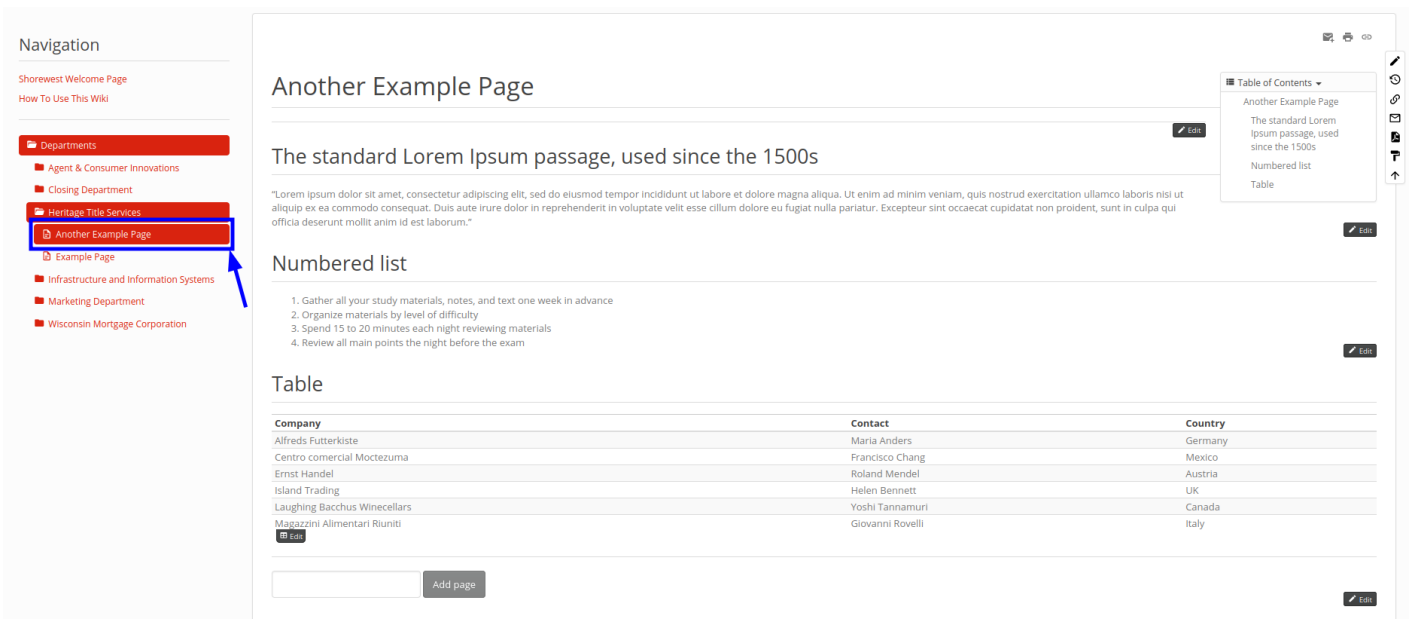 Navigation
Shorewest Welcome Page
How To Use This Wiki
Departments
Agent & Consumer Innovations
Closing Department
Heritage Title Services
Another Example Page
Example Page
Infrastructure and Information Systems
Marketing Department
Wisconsin Mortgage Corporation
Another Example Page
Table of Contents
Another Example Page
The standard Lorem
Ipsum passage, used
since the 1500s
Numbered list
Table
Edit
The standard Lorem Ipsum passage, used since the 1500s
“Lorem ipsum dolor sit amet, consectetur adipiscing elit, sed do eiusmod tempor incididunt ut labore et dolore magna aliqua. Ut enim ad minim veniam, quis nostrud exercitation ullamco laboris nisi ut
aliquip ex ea commodo consequat. Duis aute irure dolor in reprehenderit in voluptate velit esse cillum dolore eu fugiat nulla pariatur. Excepteur sint occaecat cupidatat non proident, sunt in culpa qui
officia deserunt mollit anim id est laborum.”
Edit
Numbered list
1. Gather all your study materials, notes, and text one week in advance
2. Organize materials by level of difficulty
3. Spend 15 to 20 minutes each night reviewing materials
4. Review all main points the night before the exam
Edit
Table
Company Contact Country
Alfreds Futterkiste Maria Anders Germany
Centro comercial Moctezuma Francisco Chang Mexico
Ernst Handel Roland Mendel Austria
Island Trading Helen Bennett UK
Laughing Bacchus Winecellars Yoshi Tannamuri Canada
Magazzini Alimentari Riuniti Giovanni Rovelli Italy
Edit
Add page
Edit